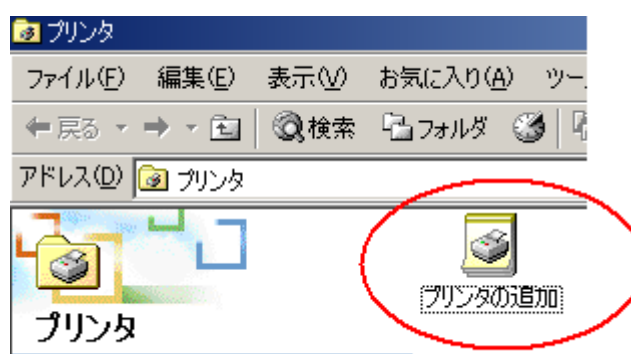 プリンタ
ファイル(F) 編集(E) 表示(V) お気に入り(A) ツー
戻る 検索 フォルダ
アドレス(D) プリンタ
プリンタの追加
プリンタ